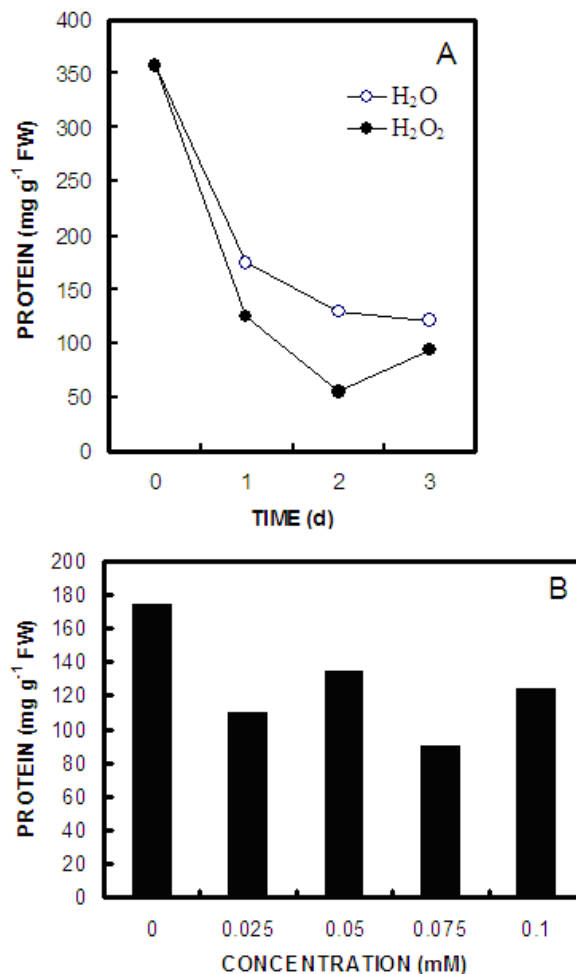 A
H₂O
H₂O₂
PROTEIN (mg g⁻¹ FW)
400
350
300
250
200
150
100
50
0
0 1 2 3
TIME (d)
B
PROTEIN (mg g⁻¹ FW)
200
180
160
140
120
100
80
60
40
20
0
0 0.025 0.05 0.075 0.1
CONCENTRATION (mM)